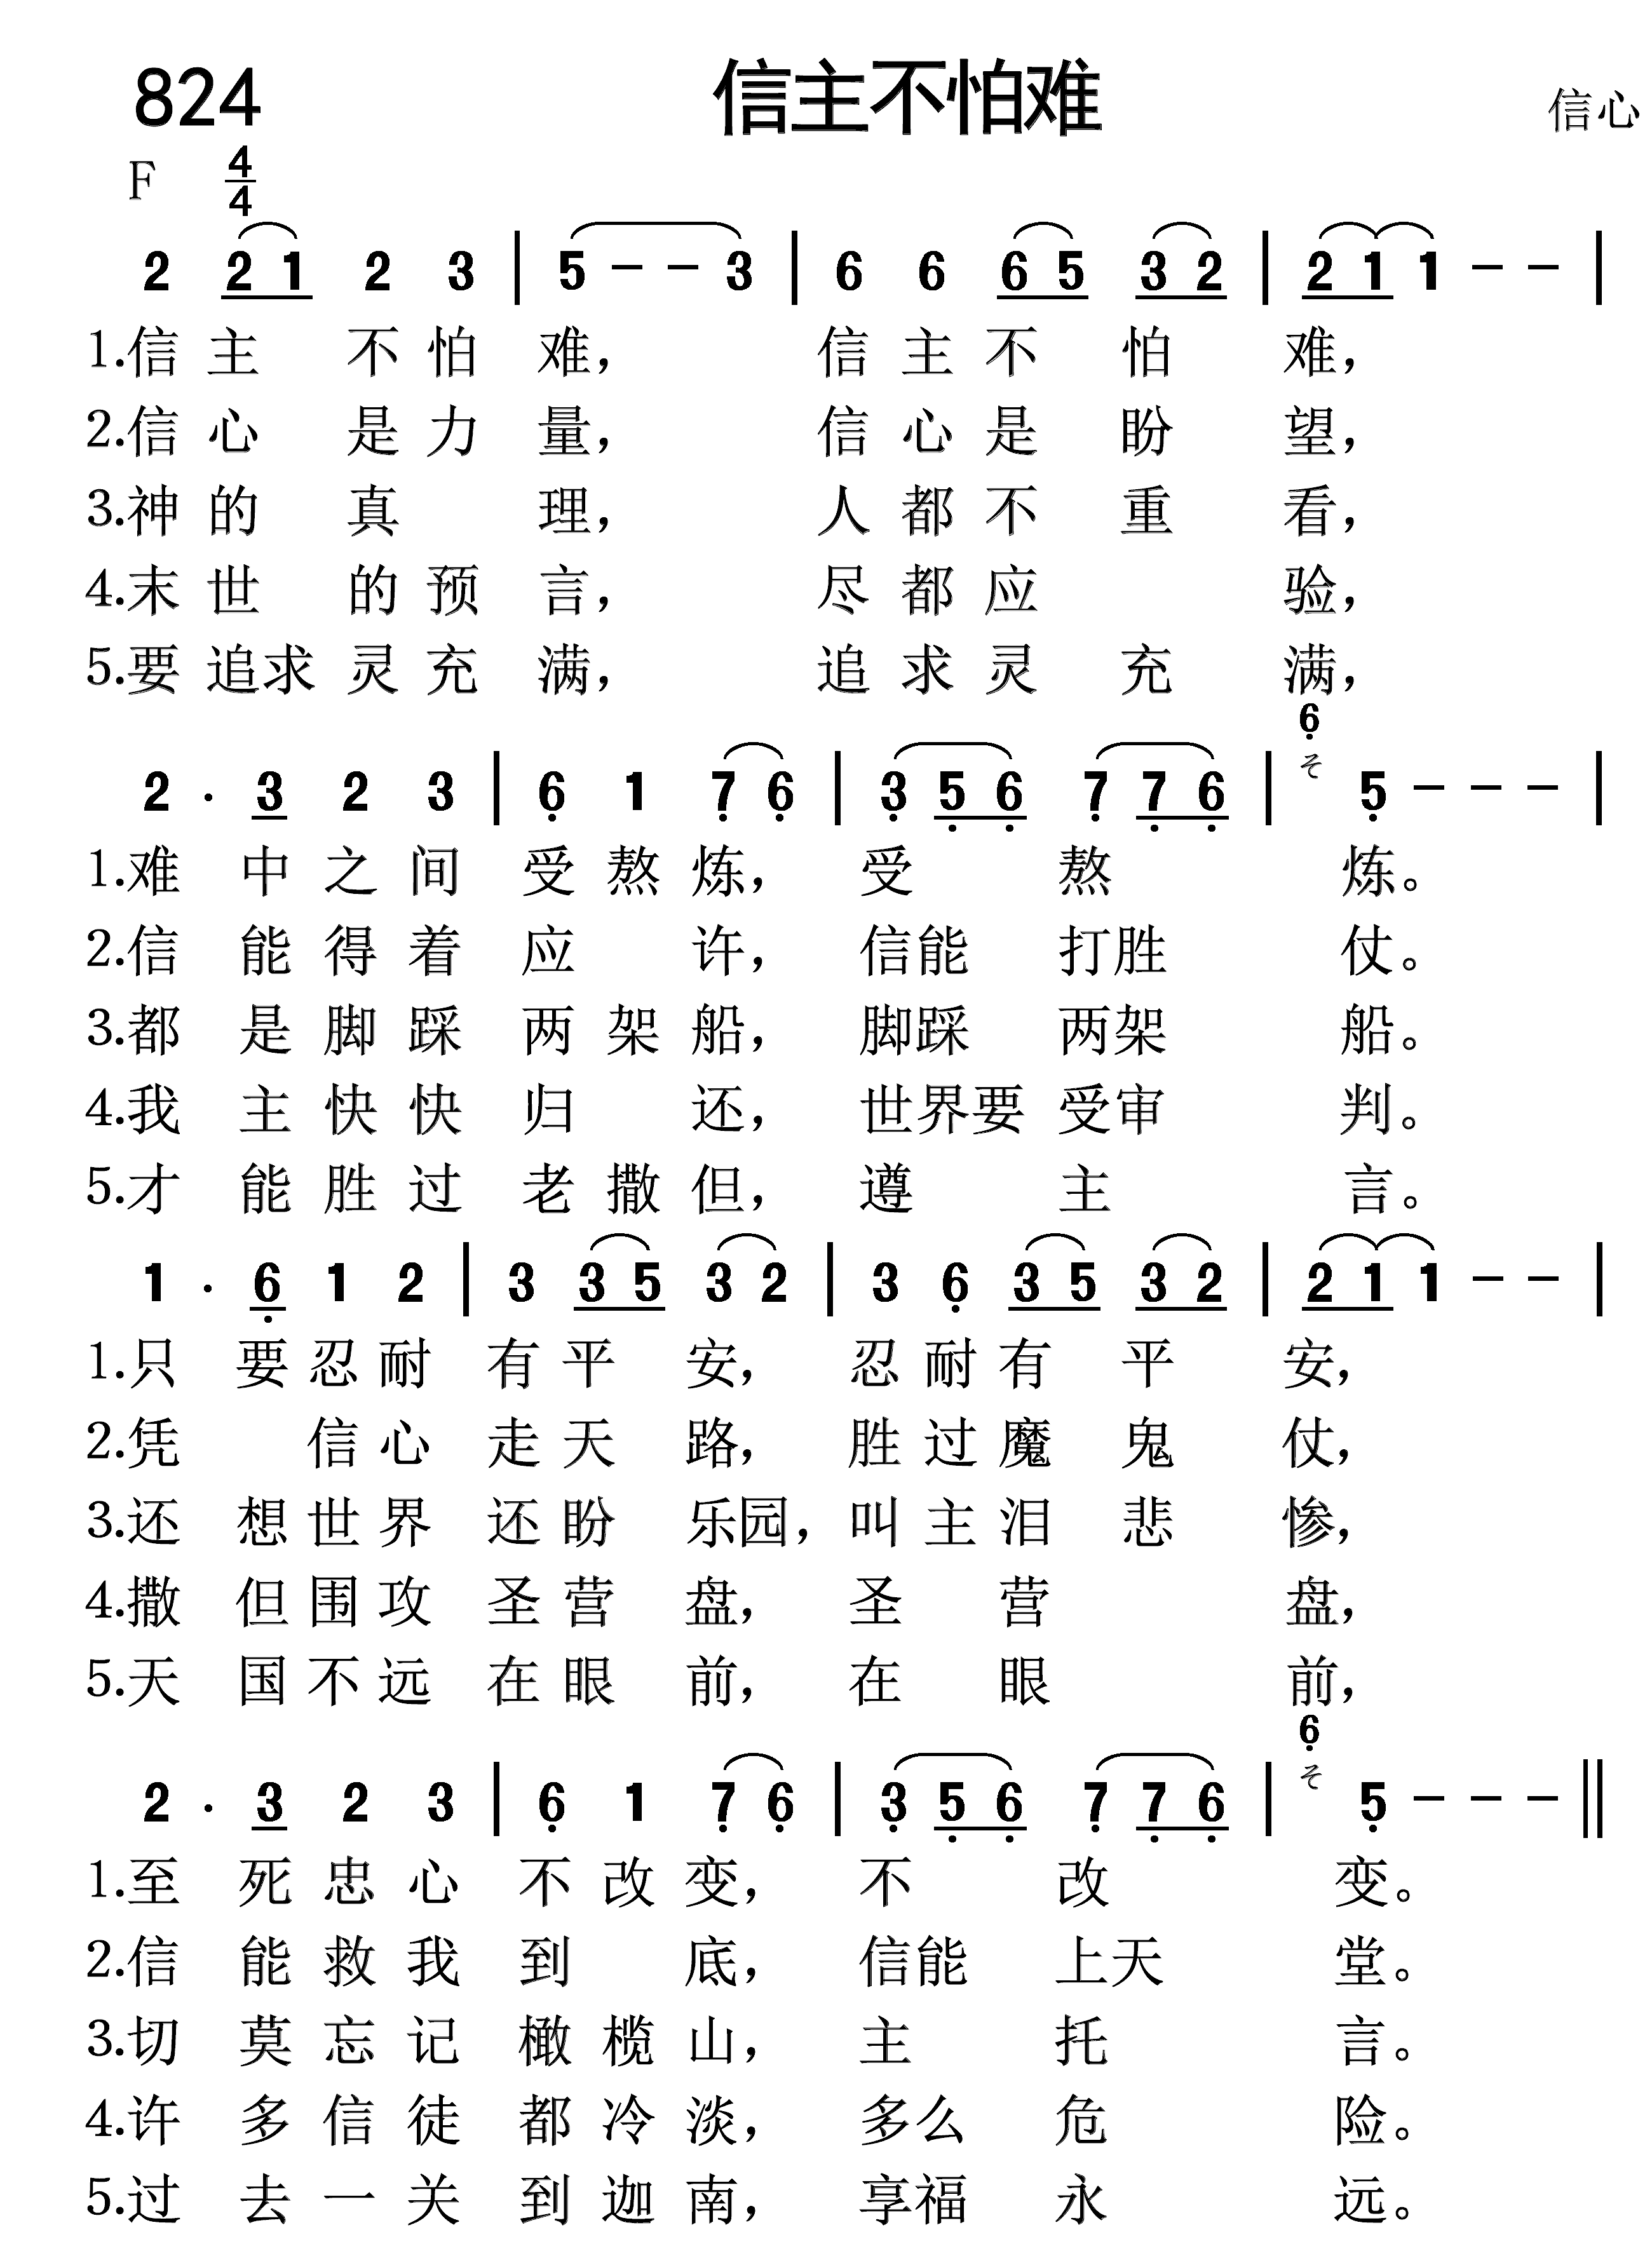 824 信主不怕难 信心
F 4/4
2 2 1 2 3 | 5 – – 3 | 6 6 6 5 3 2 | 2 1 1 – – |
1.信主不怕难， 信主不怕难，
2.信心是力量， 信心是盼望，
3.神的真理， 人都不重看，
4.末世的预言， 尽都应验，
5.要追求灵充满， 追求灵充满，
6
2 · 3 2 3 | 6 1 7 6 | 3 5 6 7 7 6 | そ 5 – – – |
1.难中之间受熬炼， 受熬炼。
2.信能得着应许， 信能打胜仗。
3.都是脚踩两架船， 脚踩两架船。
4.我主快快归还， 世界要受审判。
5.才能胜过老撒但， 遵主言。
1 · 6 1 2 | 3 3 5 3 2 | 3 6 3 5 3 2 | 2 1 1 – – |
1.只要忍耐有平安， 忍耐有平安，
2.凭信心走天路， 胜过魔鬼仗，
3.还想世界还盼乐园，叫主泪悲惨，
4.撒但围攻圣营盘， 圣营盘，
5.天国不远在眼前， 在眼前，
6
2 · 3 2 3 | 6 1 7 6 | 3 5 6 7 7 6 | そ 5 – – – ||
1.至死忠心不改变， 不改变。
2.信能救我到底， 信能上天堂。
3.切莫忘记橄榄山， 主托言。
4.许多信徒都冷淡， 多么危险。
5.过去一关到迦南， 享福永远。